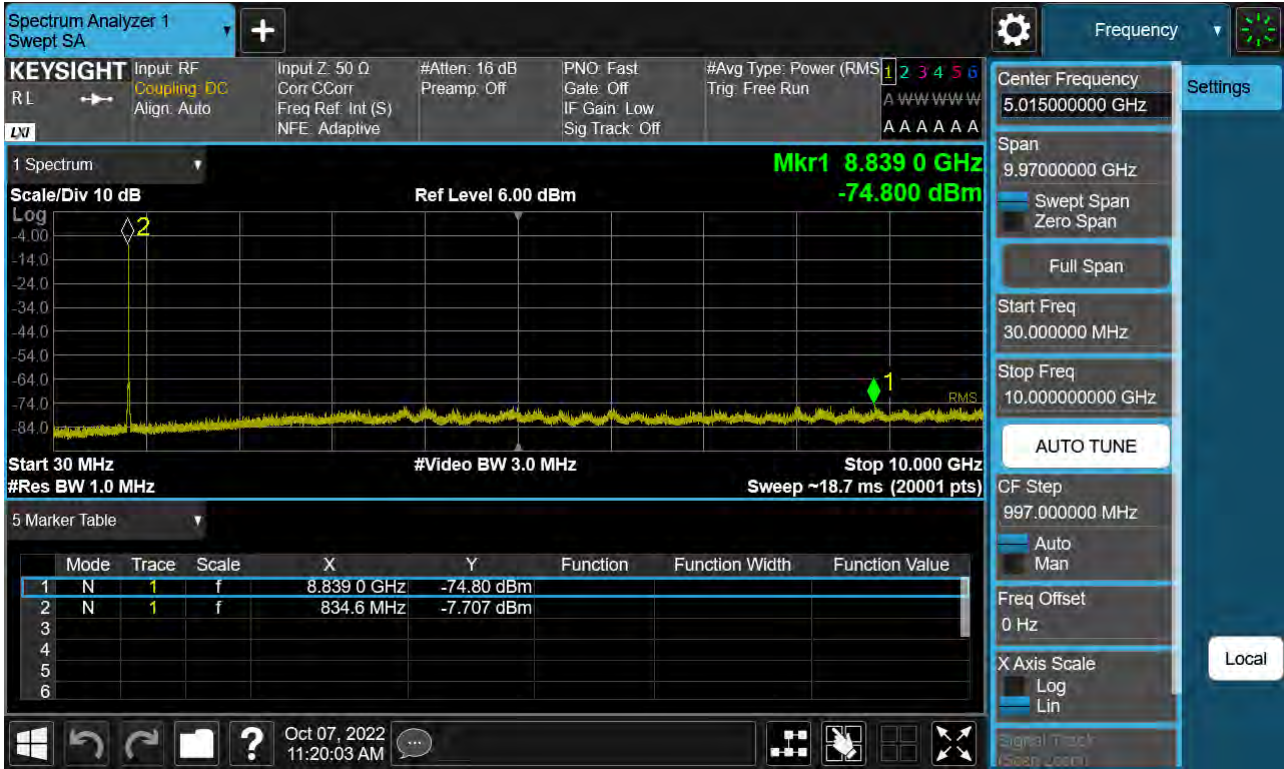 Spectrum Analyzer 1
Swept SA
Frequency
KEYSIGHT
R L
LXI
Input: RF
Coupling: DC
Align: Auto
Input Z: 50 Ω
Corr CCorr
Freq Ref: Int (S)
NFE: Adaptive
#Atten: 16 dB
Preamp: Off
PNO: Fast
Gate: Off
IF Gain: Low
Sig Track: Off
#Avg Type: Power (RMS
Trig: Free Run
1 2 3 4 5 6
A W W W W W
A A A A A A
1 Spectrum
Mkr1 8.839 0 GHz
-74.800 dBm
Scale/Div 10 dB
Ref Level 6.00 dBm
Log
-4.00
-14.0
-24.0
-34.0
-44.0
-54.0
-64.0
-74.0
-84.0
2
1
RMS
Start 30 MHz
#Video BW 3.0 MHz
Stop 10.000 GHz
#Res BW 1.0 MHz
Sweep ~18.7 ms (20001 pts)
5 Marker Table
Mode Trace Scale X Y Function Function Width Function Value
1 N 1 f 8.839 0 GHz -74.80 dBm
2 N 1 f 834.6 MHz -7.707 dBm
3
4
5
6
Oct 07, 2022
11:20:03 AM
Center Frequency
5.015000000 GHz
Settings
Span
9.97000000 GHz
Swept Span
Zero Span
Full Span
Start Freq
30.000000 MHz
Stop Freq
10.000000000 GHz
AUTO TUNE
CF Step
997.000000 MHz
Auto
Man
Freq Offset
0 Hz
X Axis Scale
Log
Lin
Local
Signal Track
(Span Zoom)